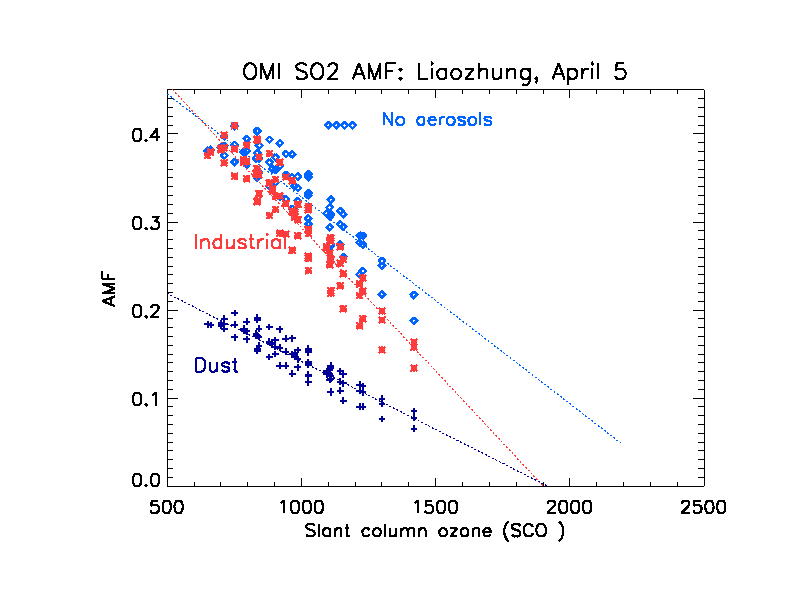 OMI SO2 AMF: Liaozhung, April 5
No aerosols
0.4
0.3
Industrial
AMF
0.2
Dust
0.1
0.0
500 1000 1500 2000 2500
Slant column ozone (SCO )